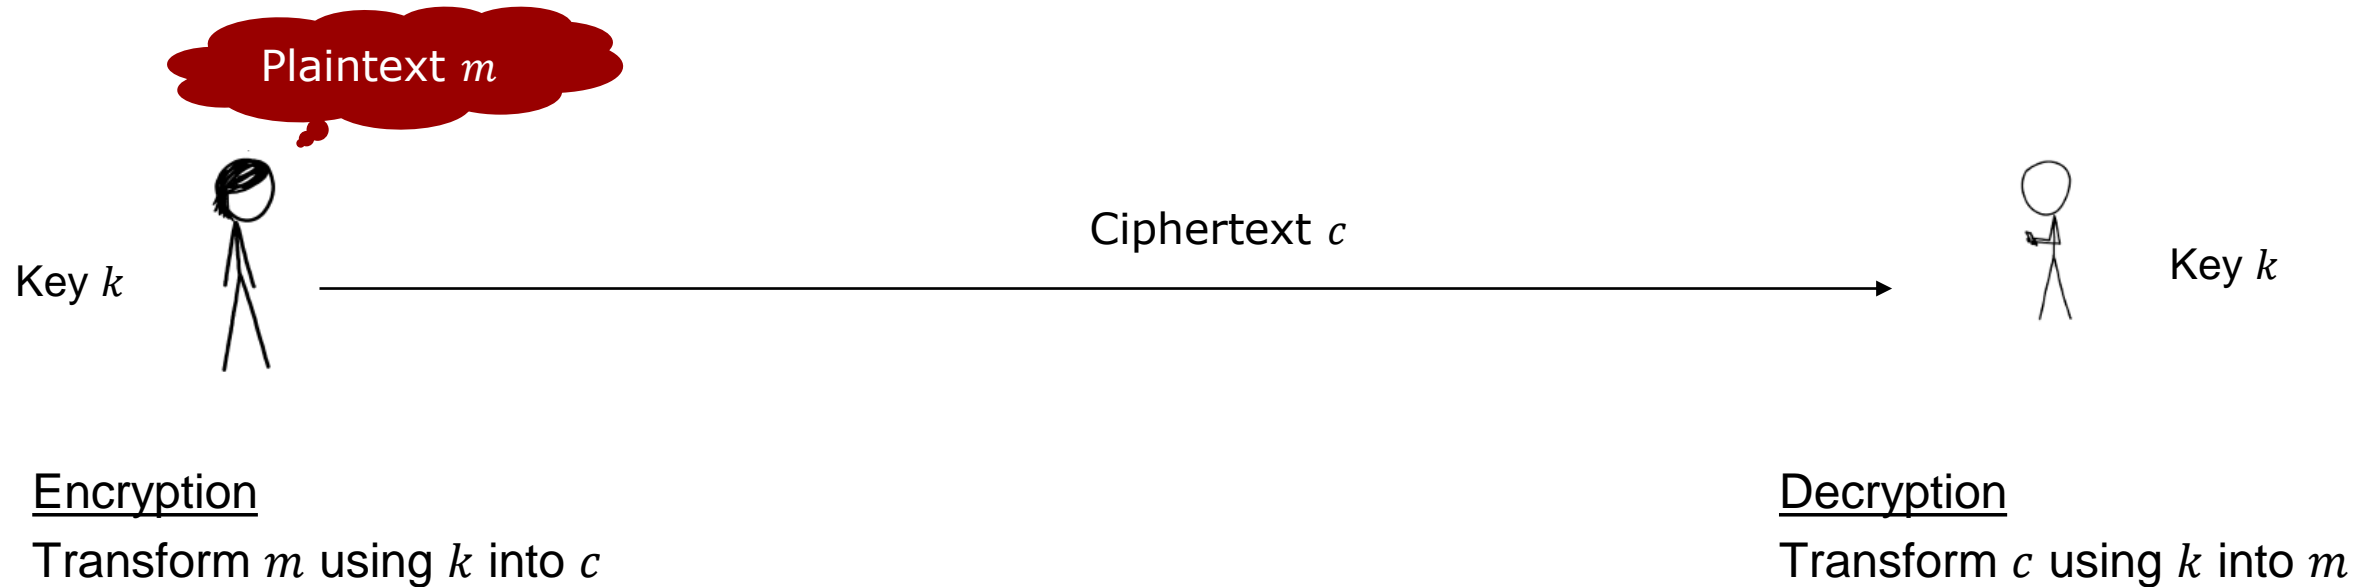 Plaintext m
Ciphertext c
Key k
Key k
Encryption
Transform m using k into c
Decryption
Transform c using k into m